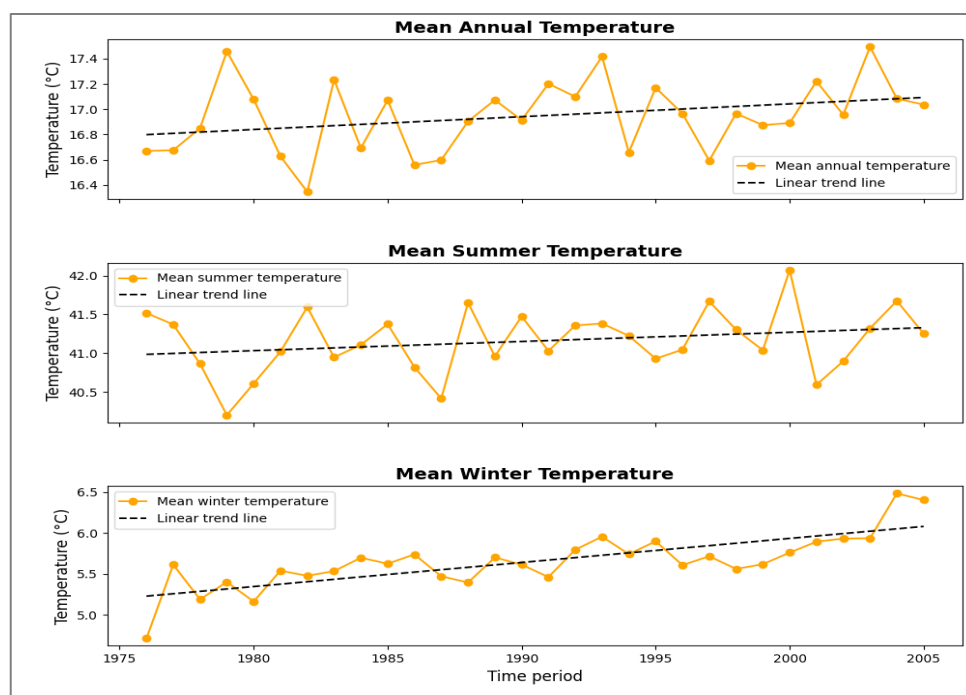 Mean Annual Temperature
Temperature (°C)
17.4
17.2
17.0
16.8
16.6
16.4
Mean annual temperature
Linear trend line
Mean Summer Temperature
Temperature (°C)
42.0
41.5
41.0
40.5
Mean summer temperature
Linear trend line
Mean Winter Temperature
Temperature (°C)
6.5
6.0
5.5
5.0
Mean winter temperature
Linear trend line
1975 1980 1985 1990 1995 2000 2005
Time period